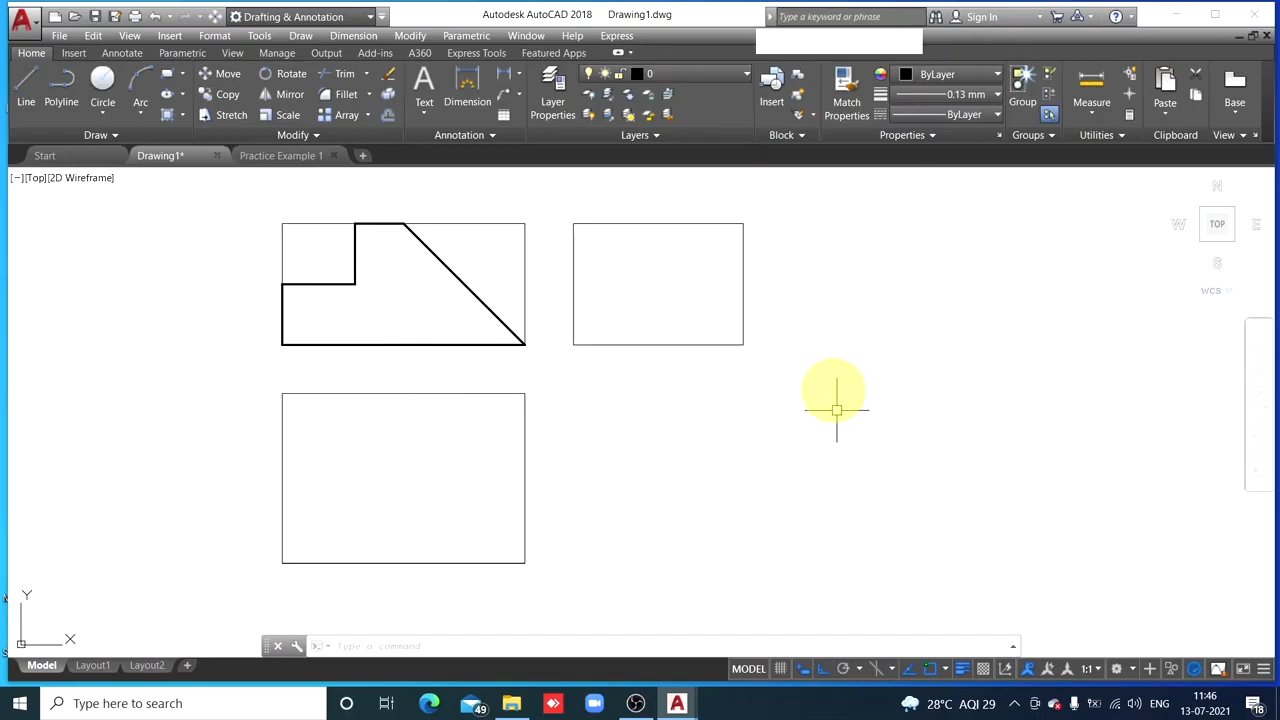 A Drafting & Annotation Autodesk AutoCAD 2018 Drawing1.dwg Type a keyword or phrase Sign In ?
File Edit View Insert Format Tools Draw Dimension Modify Parametric Window Help Express
Home Insert Annotate Parametric View Manage Output Add-ins A360 Express Tools Featured Apps
Line Polyline Circle Arc
Move Rotate Trim
Copy Mirror Fillet
Stretch Scale Array
A Text Dimension
Layer Properties
0
Insert
Match Properties
ByLayer
0.13 mm
ByLayer
Group Measure Paste Base
Draw Modify Annotation Layers Block Properties Groups Utilities Clipboard View
Start Drawing1* Practice Example 1
[−][Top][2D Wireframe]
N
W TOP E
S
WCS
Y
X
Type a command
Model Layout1 Layout2 + MODEL 1:1
Type here to search 49 A 28°C AQI 29 ENG 11:46
13-07-2021 18